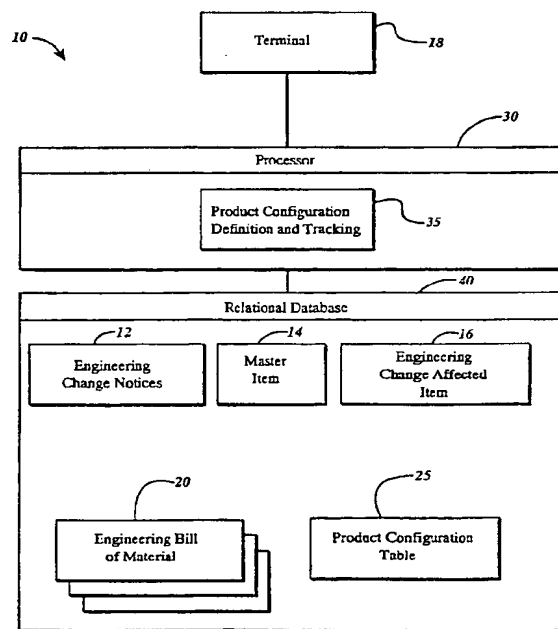 10
Terminal
18
30
Processor
Product Configuration
Definition and Tracking
35
40
Relational Database
12
14
16
Engineering
Change Notices
Master
Item
Engineering
Change Affected
Item
20
25
Engineering Bill
of Material
Product Configuration
Table